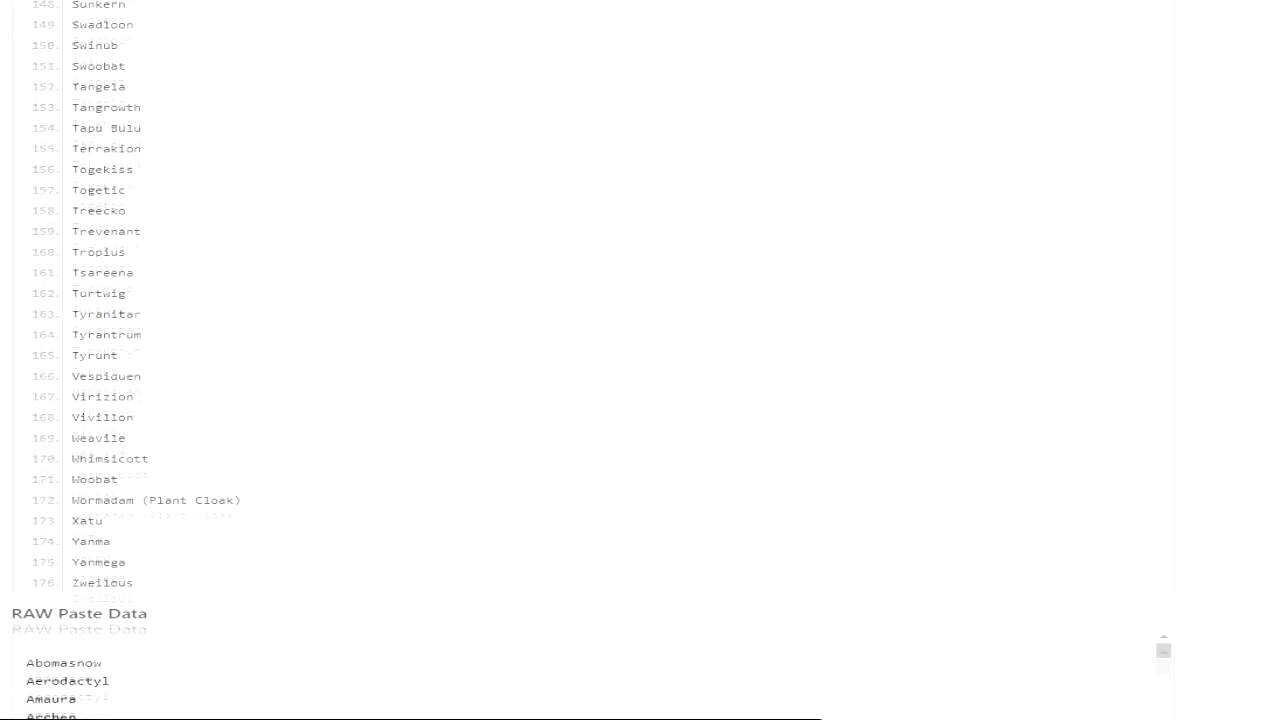 148. Sunkern
149. Swadloon
150. Swinub
151. Swoobat
152. Tangela
153. Tangrowth
154. Tapu Bulu
155. Terrakion
156. Togekiss
157. Togetic
158. Treecko
159. Trevenant
160. Tropius
161. Tsareena
162. Turtwig
163. Tyranitar
164. Tyrantrum
165. Tyrunt
166. Vespiquen
167. Virizion
168. Vivillon
169. Weavile
170. Whimsicott
171. Woobat
172. Wormadam (Plant Cloak)
173. Xatu
174. Yanma
175. Yanmega
176. Zweilous
RAW Paste Data
Abomasnow
Aerodactyl
Amaura
Archen